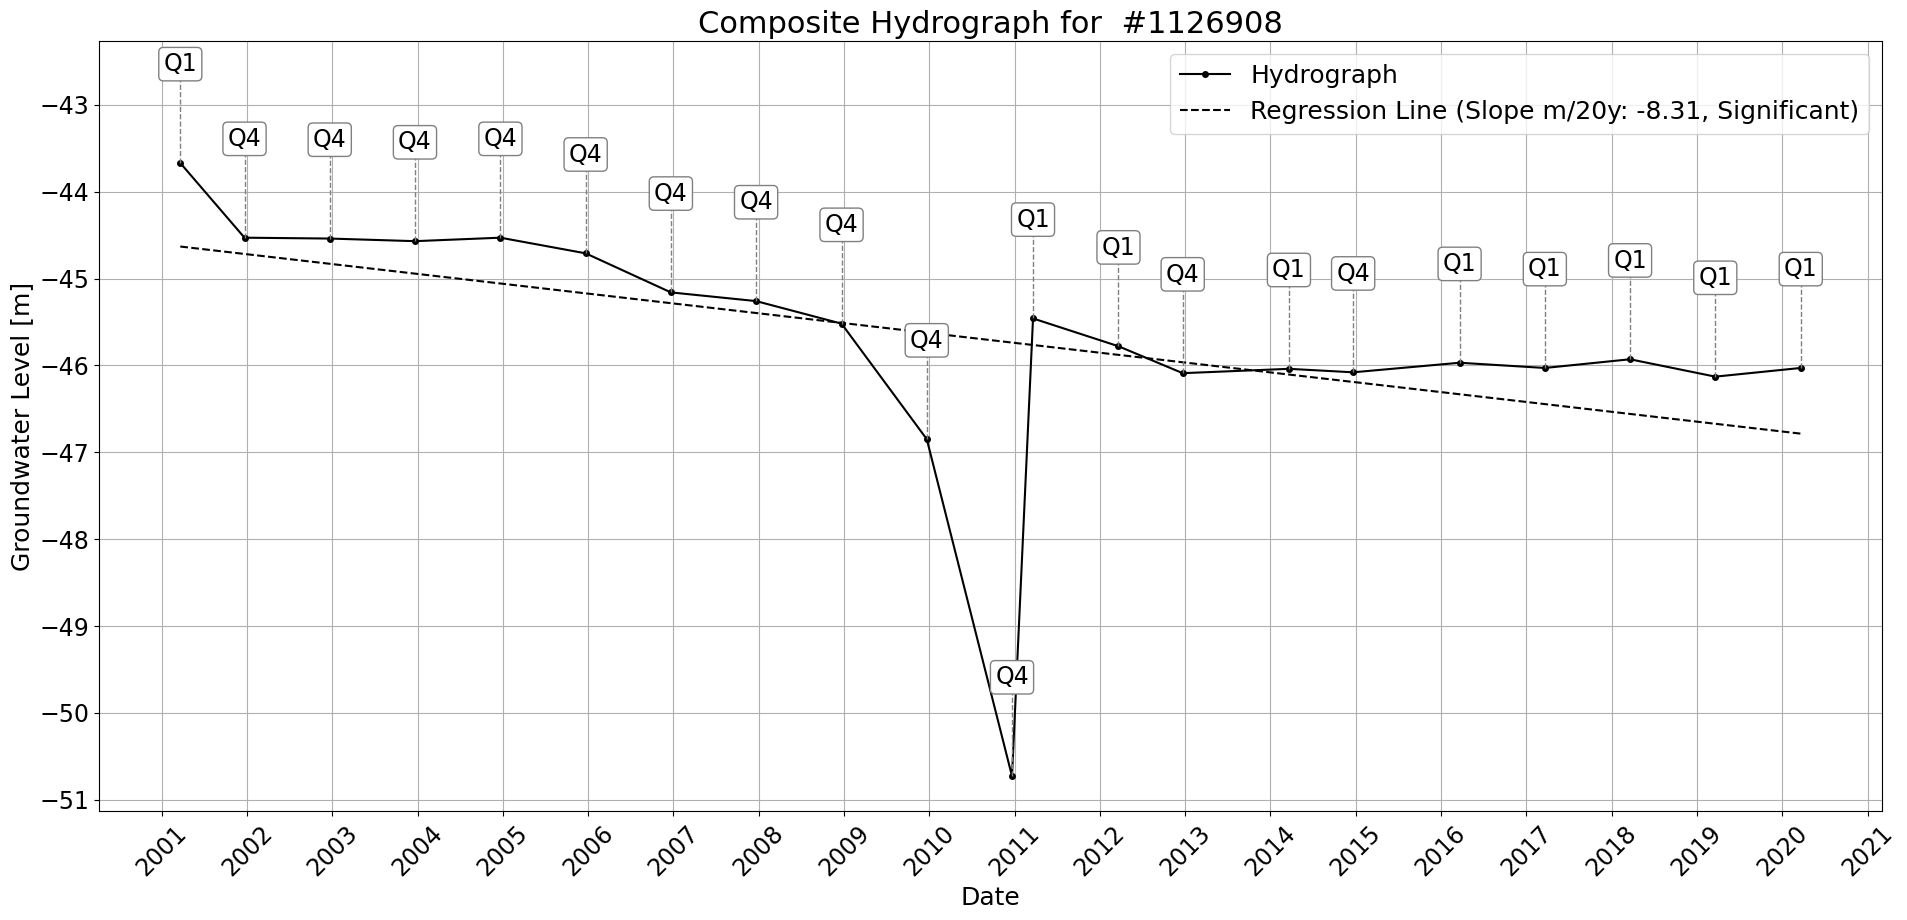 Composite Hydrograph for  #1126908
Hydrograph
Regression Line (Slope m/20y: -8.31, Significant)
Q1
Q4
Q4
Q4
Q4
Q4
Q4
Q4
Q4
Q4
Q4
Q1
Q1
Q4
Q1
Q4
Q1
Q1
Q1
Q1
Q1
Groundwater Level [m]
−43
−44
−45
−46
−47
−48
−49
−50
−51
2001
2002
2003
2004
2005
2006
2007
2008
2009
2010
2011
2012
2013
2014
2015
2016
2017
2018
2019
2020
2021
Date